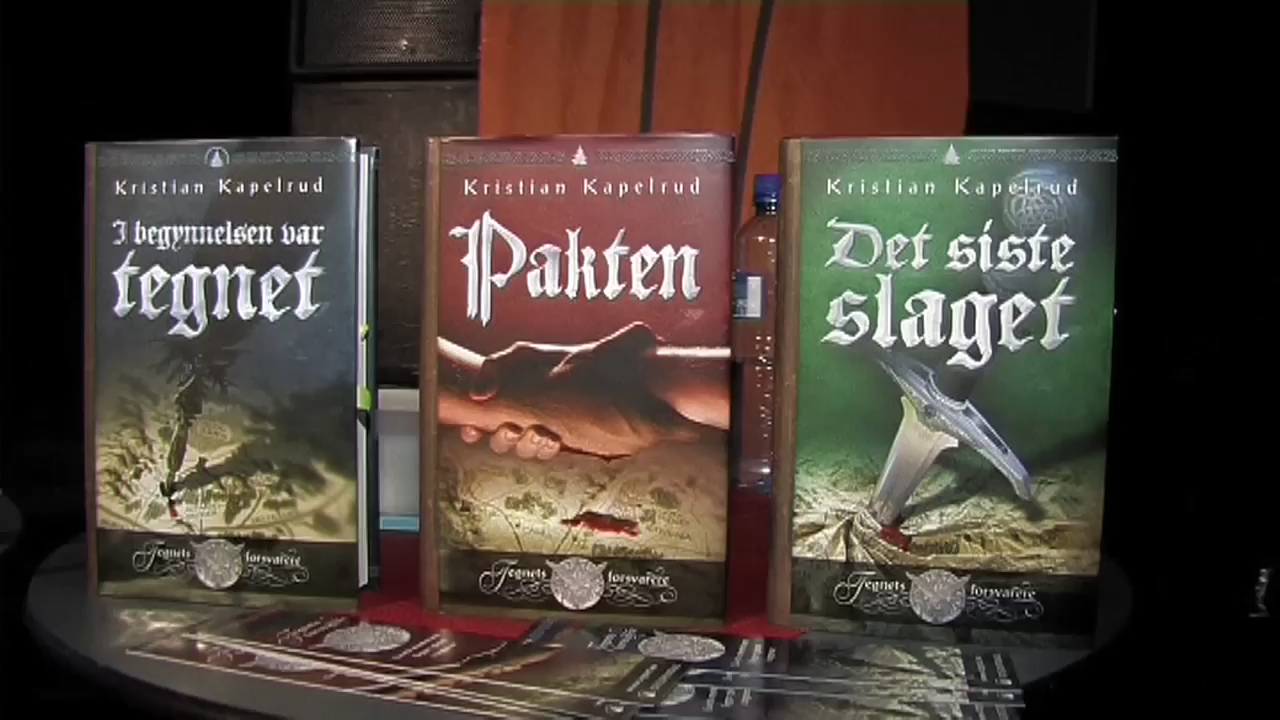 Kristian Kapelrud
I begynnelsen var
tegnet
Tegnets forsvarere
Kristian Kapelrud
Pakten
Tegnets forsvarere
Kristian Kapelrud
Det siste
slaget
Tegnets forsvarere